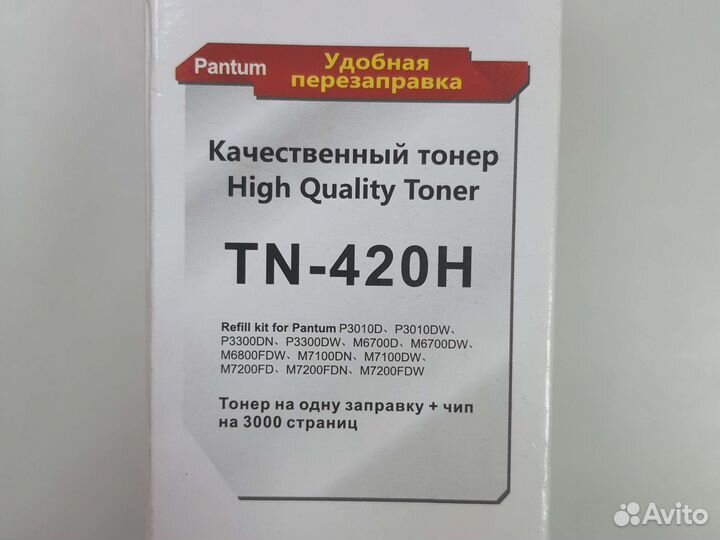 Pantum
Удобная
перезаправка
Качественный тонер
High Quality Toner
TN-420H
Refill kit for Pantum P3010D、P3010DW、
P3300DN、P3300DW、M6700D、M6700DW、
M6800FDW、M7100DN、M7100DW、
M7200FD、M7200FDN、M7200FDW
Тонер на одну заправку + чип
на 3000 страниц
Avito